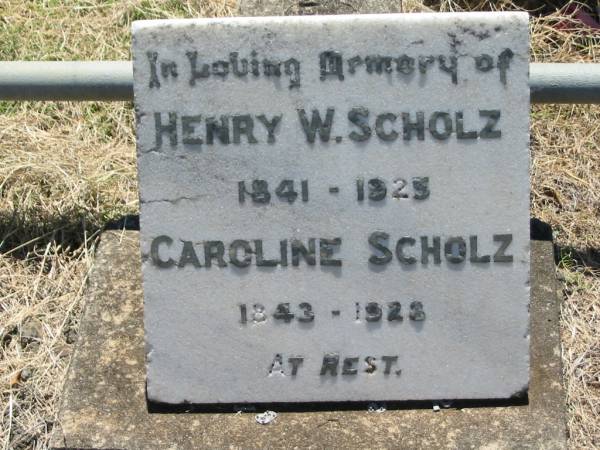 In Loving Memory of
HENRY W. SCHOLZ
1841 - 1925
CAROLINE SCHOLZ
1843 - 1928
AT REST.